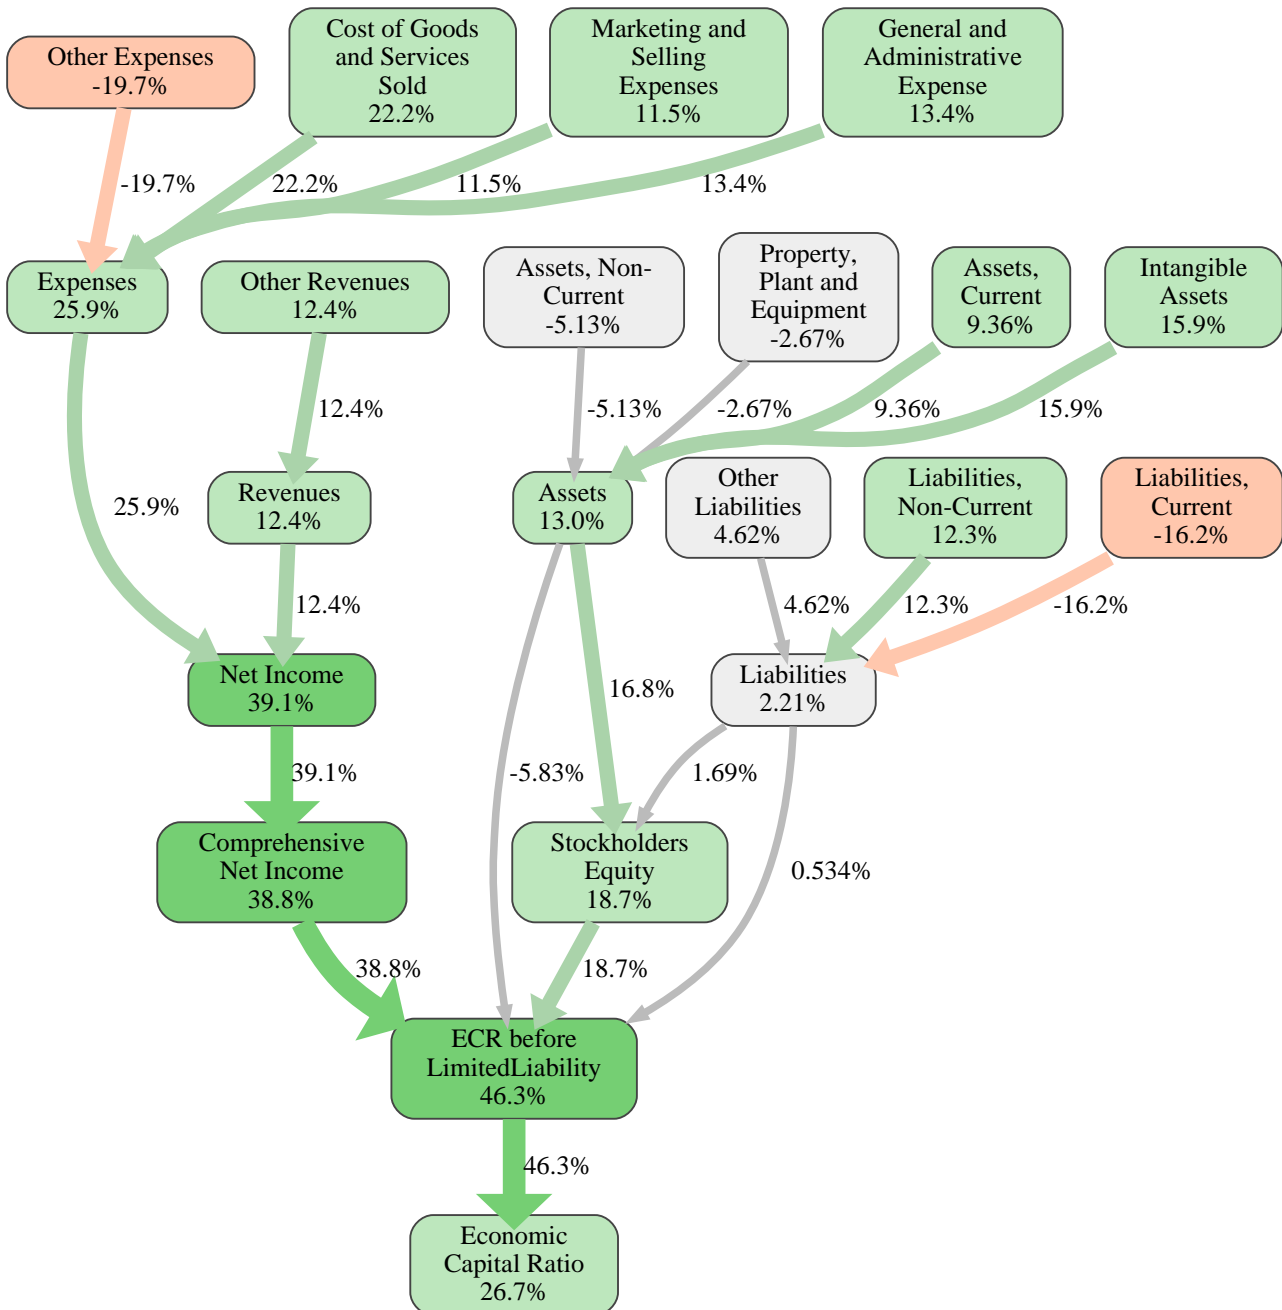 Other Expenses
-19.7%
Cost of Goods
and Services
Sold
22.2%
Marketing and
Selling
Expenses
11.5%
General and
Administrative
Expense
13.4%
-19.7%
22.2%
11.5%
13.4%
Expenses
25.9%
Other Revenues
12.4%
Assets, Non-
Current
-5.13%
Property,
Plant and
Equipment
-2.67%
Assets,
Current
9.36%
Intangible
Assets
15.9%
12.4%
-5.13%
-2.67%
9.36%
15.9%
25.9%
Revenues
12.4%
Assets
13.0%
Other
Liabilities
4.62%
Liabilities,
Non-Current
12.3%
Liabilities,
Current
-16.2%
12.4%
4.62%
12.3%
-16.2%
Net Income
39.1%
16.8%
Liabilities
2.21%
39.1%
-5.83%
1.69%
Comprehensive
Net Income
38.8%
Stockholders
Equity
18.7%
0.534%
38.8%
18.7%
ECR before
LimitedLiability
46.3%
46.3%
Economic
Capital Ratio
26.7%